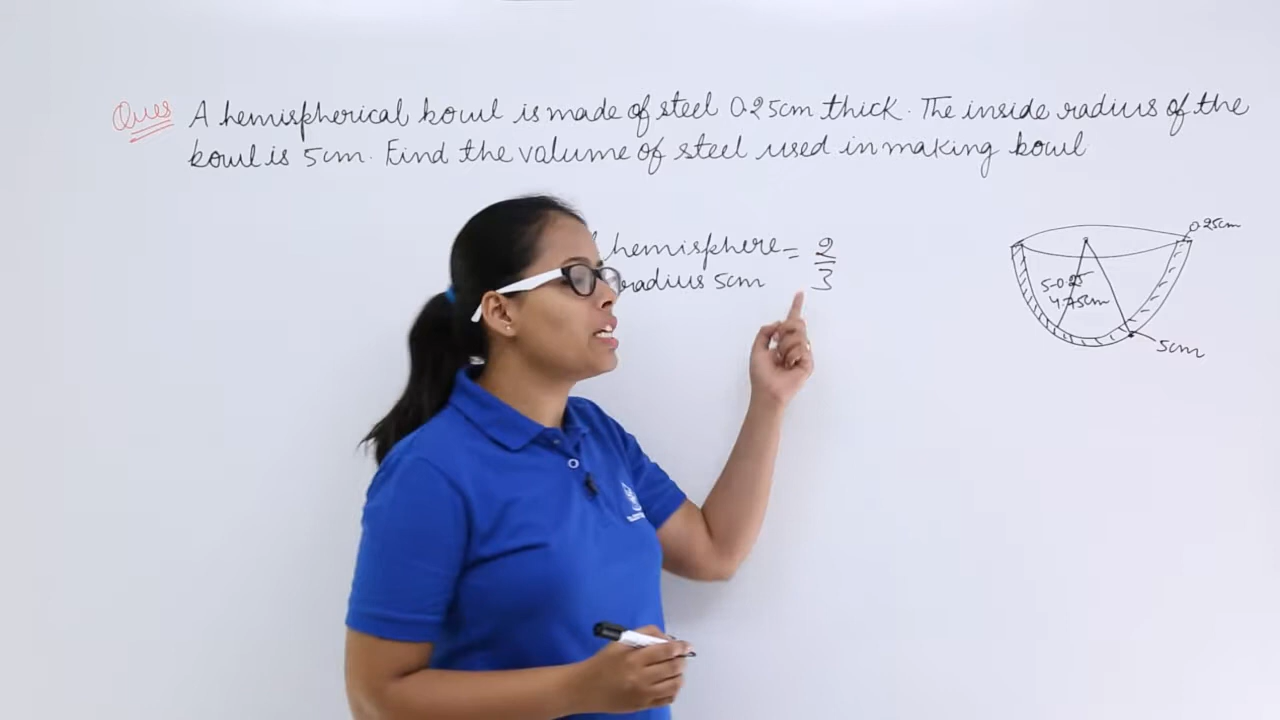 Ques A hemispherical bowl is made of steel 0.25cm thick. The inside radius of the
bowl is 5cm. Find the volume of steel used in making bowl
hemisphere = 2/3
radius 5cm
0.25cm
5-0.25
4.75cm
5cm